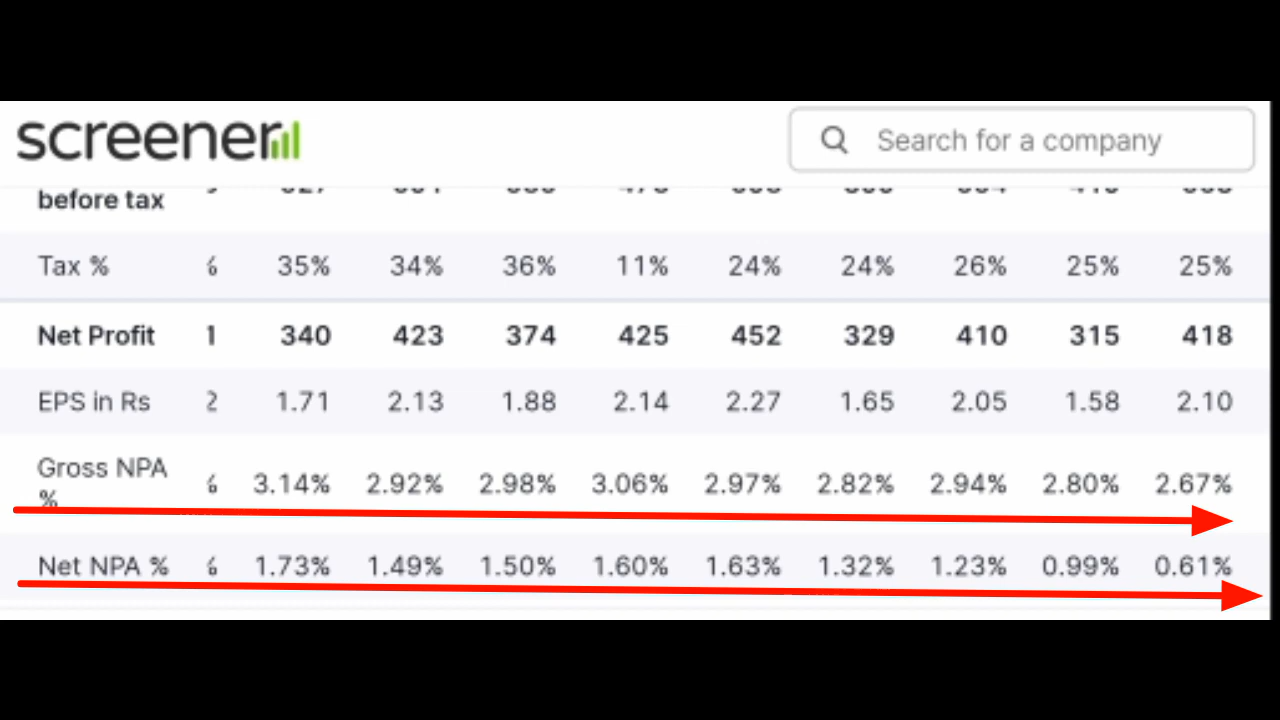 screener
Search for a company
before tax
Tax % 35% 34% 36% 11% 24% 24% 26% 25% 25%
Net Profit 1 340 423 374 425 452 329 410 315 418
EPS in Rs 2 1.71 2.13 1.88 2.14 2.27 1.65 2.05 1.58 2.10
Gross NPA
% 3.14% 2.92% 2.98% 3.06% 2.97% 2.82% 2.94% 2.80% 2.67%
Net NPA % 1.73% 1.49% 1.50% 1.60% 1.63% 1.32% 1.23% 0.99% 0.61%